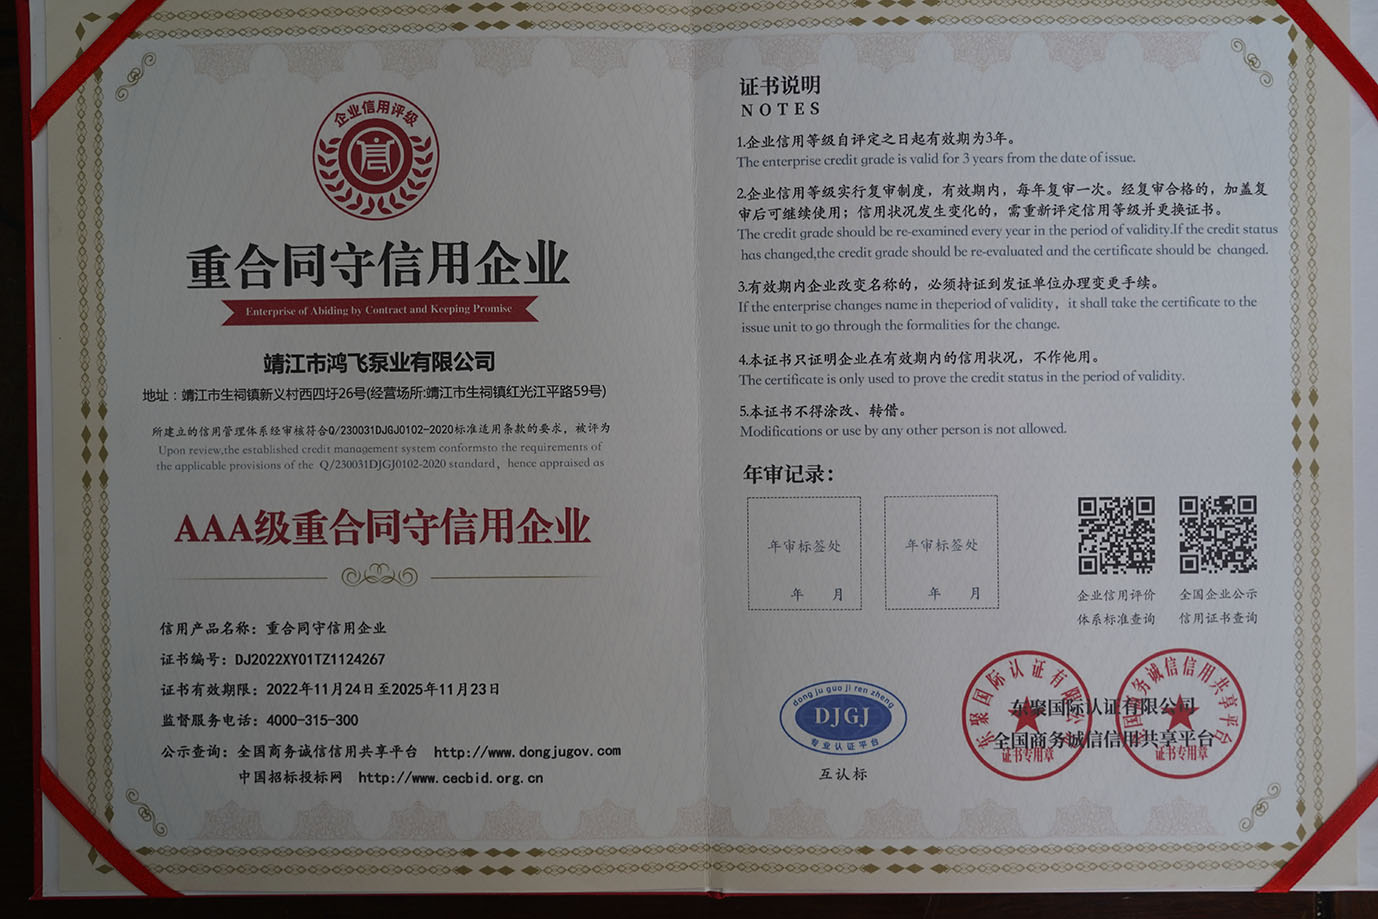 企业信用评级
信
重合同守信用企业
Enterprise of Abiding by Contract and Keeping Promise
靖江市鸿飞泵业有限公司
地址：靖江市生祠镇新义村西四圩26号(经营场所:靖江市生祠镇红光江平路59号)
所建立的信用管理体系经审核符合Q/230031DJGJ0102-2020标准适用条款的要求，被评为
Upon review,the established credit management system conformsto the requirements of
the applicable provisions of the Q/230031DJGJ0102-2020 standard, hence appraised as
AAA级重合同守信用企业
信用产品名称：重合同守信用企业
证书编号：DJ2022XY01TZ1124267
证书有效期限：2022年11月24日至2025年11月23日
监督服务电话：4000-315-300
公示查询：全国商务诚信信用共享平台 http://www.dongjugov.com
中国招标投标网 http://www.cecbid.org.cn
证书说明
NOTES
1.企业信用等级自评定之日起有效期为3年。
The enterprise credit grade is valid for 3 years from the date of issue.
2.企业信用等级实行复审制度，有效期内，每年复审一次。经复审合格的，加盖复
审后可继续使用；信用状况发生变化的，需重新评定信用等级并更换证书。
The credit grade should be re-examined every year in the period of validity.If the credit status
has changed,the credit grade should be re-evaluated and the certificate should be changed.
3.有效期内企业改变名称的，必须持证到发证单位办理变更手续。
If the enterprise changes name in theperiod of validity, it shall take the certificate to the
issue unit to go through the formalities for the change.
4.本证书只证明企业在有效期内的信用状况，不作他用。
The certificate is only used to prove the credit status in the period of validity.
5.本证书不得涂改、转借。
Modifications or use by any other person is not allowed.
年审记录：
年审标签处
年 月
年审标签处
年 月
企业信用评价
体系标准查询
全国企业公示
信用证书查询
dong ju guo ji ren zheng
DJGJ
专业认证平台
互认标
东聚国际认证有限公司
证书专用章
全国商务诚信信用共享平台
证书专用章
东聚国际认证有限公司
全国商务诚信信用共享平台